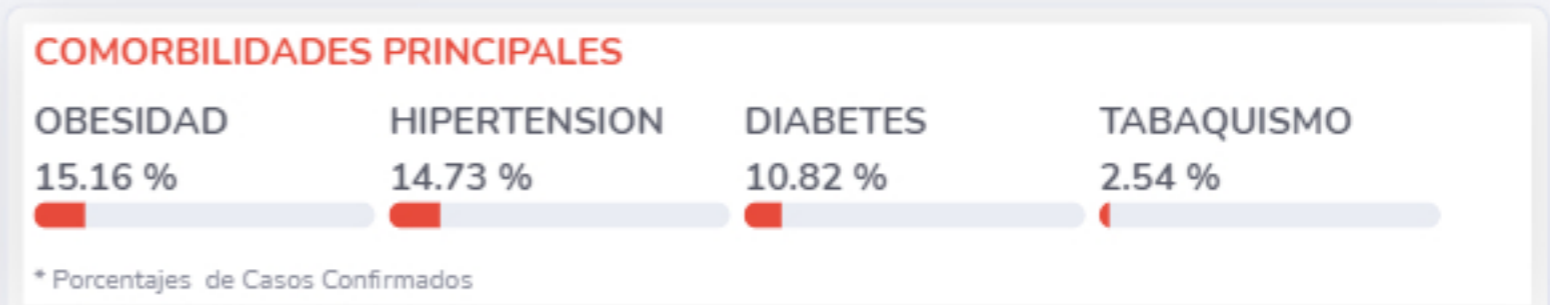 COMORBILIDADES PRINCIPALES
OBESIDAD HIPERTENSION DIABETES TABAQUISMO
15.16 % 14.73 % 10.82 % 2.54 %
* Porcentajes de Casos Confirmados